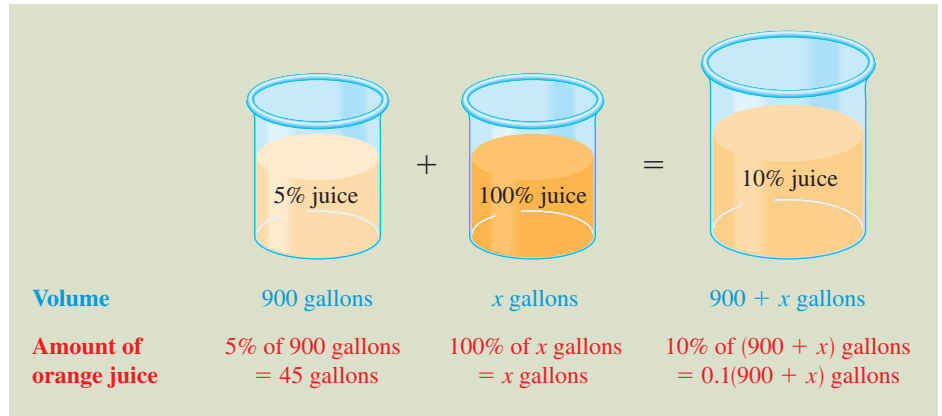 5% juice
+
100% juice
=
10% juice
Volume 900 gallons x gallons 900 + x gallons
Amount of 5% of 900 gallons 100% of x gallons 10% of (900 + x) gallons
orange juice = 45 gallons = x gallons = 0.1(900 + x) gallons